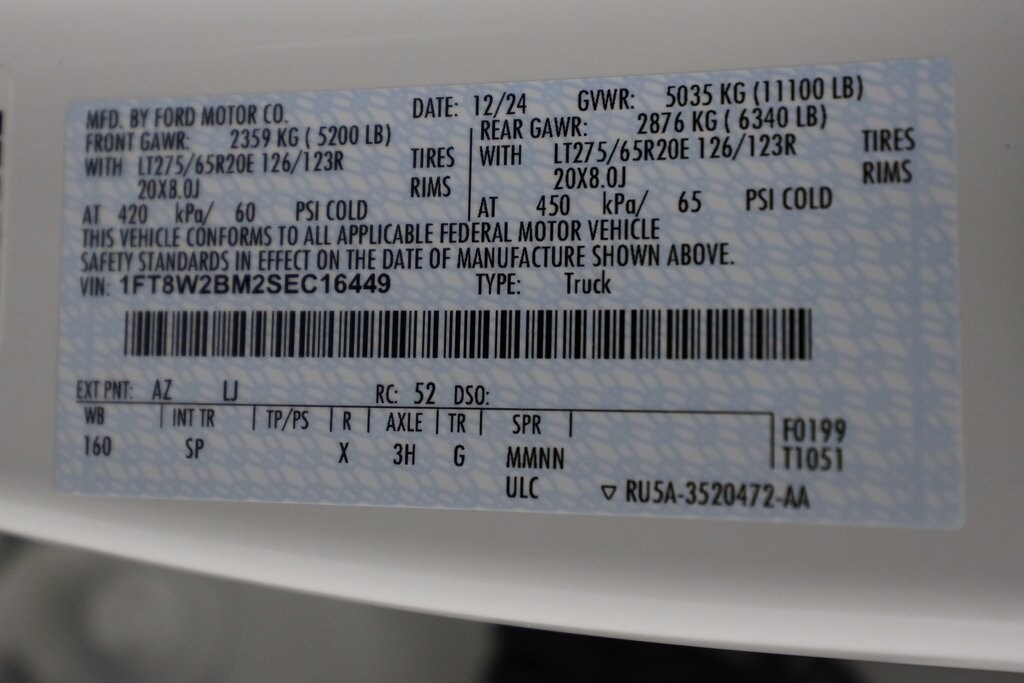 MFD. BY FORD MOTOR CO. DATE: 12/24 GVWR: 5035 KG (11100 LB)
FRONT GAWR: 2359 KG ( 5200 LB) REAR GAWR: 2876 KG ( 6340 LB)
WITH LT275/65R20E 126/123R TIRES WITH LT275/65R20E 126/123R TIRES
20X8.0J RIMS 20X8.0J RIMS
AT 420 kPa/ 60 PSI COLD AT 450 kPa/ 65 PSI COLD
THIS VEHICLE CONFORMS TO ALL APPLICABLE FEDERAL MOTOR VEHICLE
SAFETY STANDARDS IN EFFECT ON THE DATE OF MANUFACTURE SHOWN ABOVE.
VIN: 1FT8W2BM2SEC16449 TYPE: Truck
EXT PNT: AZ LJ RC: 52 DSO:
WB INT TR TP/PS R AXLE TR SPR F0199
160 SP X 3H G MMNN T1051
ULC ▽ RU5A-3520472-AA